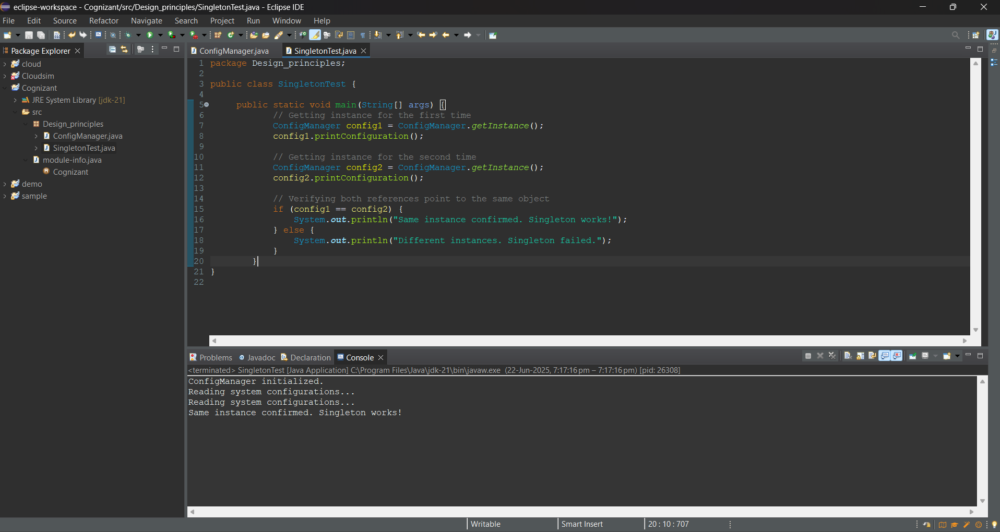 eclipse-workspace - Cognizant/src/Design_principles/SingletonTest.java - Eclipse IDE
File Edit Source Refactor Navigate Search Project Run Window Help
Package Explorer
cloud
Cloudsim
Cognizant
JRE System Library [jdk-21]
src
Design_principles
ConfigManager.java
SingletonTest.java
module-info.java
Cognizant
demo
sample
ConfigManager.java SingletonTest.java
1 package Design_principles;
2
3 public class SingletonTest {
4
5 public static void main(String[] args) {
6 // Getting instance for the first time
7 ConfigManager config1 = ConfigManager.getInstance();
8 config1.printConfiguration();
9
10 // Getting instance for the second time
11 ConfigManager config2 = ConfigManager.getInstance();
12 config2.printConfiguration();
13
14 // Verifying both references point to the same object
15 if (config1 == config2) {
16 System.out.println("Same instance confirmed. Singleton works!");
17 } else {
18 System.out.println("Different instances. Singleton failed.");
19 }
20 }
21 }
22
Problems Javadoc Declaration Console
<terminated> SingletonTest [Java Application] C:\Program Files\Java\jdk-21\bin\javaw.exe (22-Jun-2025, 7:17:16 pm – 7:17:16 pm) [pid: 26308]
ConfigManager initialized.
Reading system configurations...
Reading system configurations...
Same instance confirmed. Singleton works!
Writable Smart Insert 20 : 10 : 707